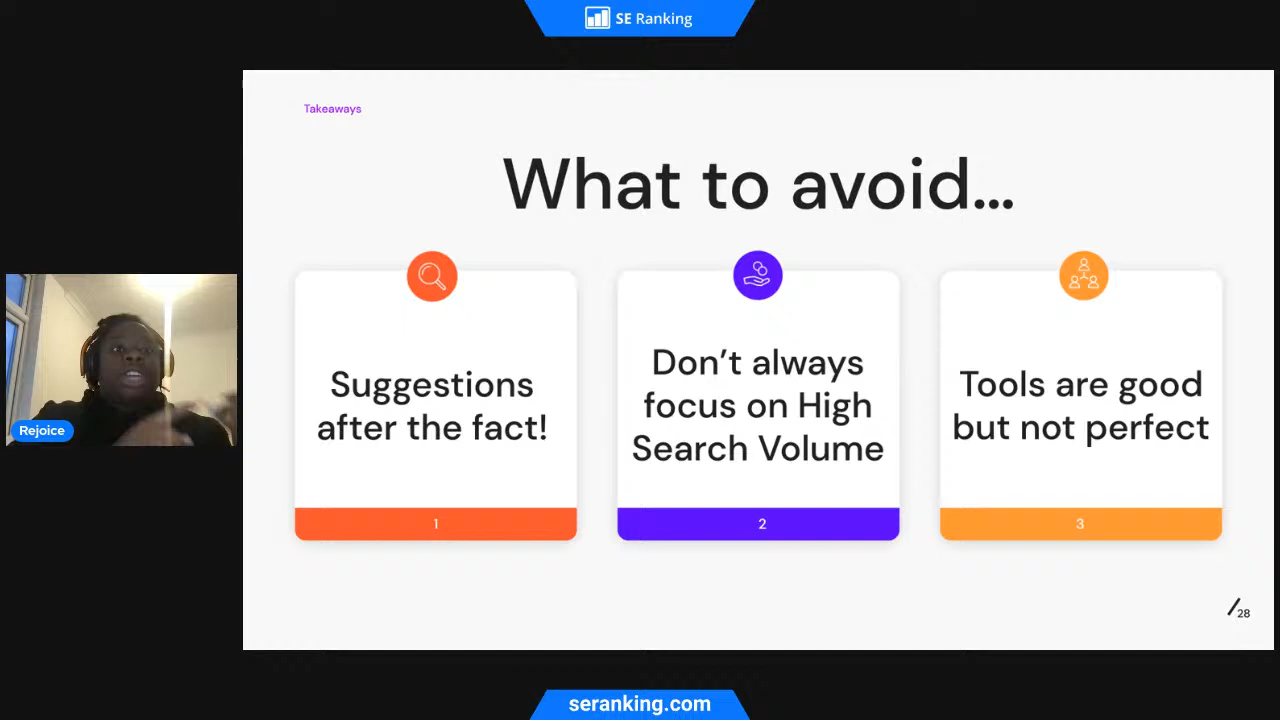 SE Ranking
Takeaways
What to avoid...
Suggestions
after the fact!
1
Don’t always
focus on High
Search Volume
2
Tools are good
but not perfect
3
Rejoice
/28
seranking.com